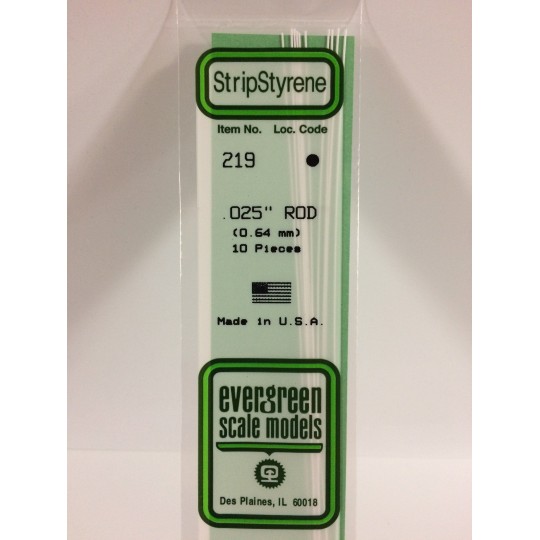 StripStyrene
Item No. Loc. Code
219
.025" ROD
(0.64 mm)
10 Pieces
Made in U.S.A.
evergreen
scale models
Des Plaines, IL 60018